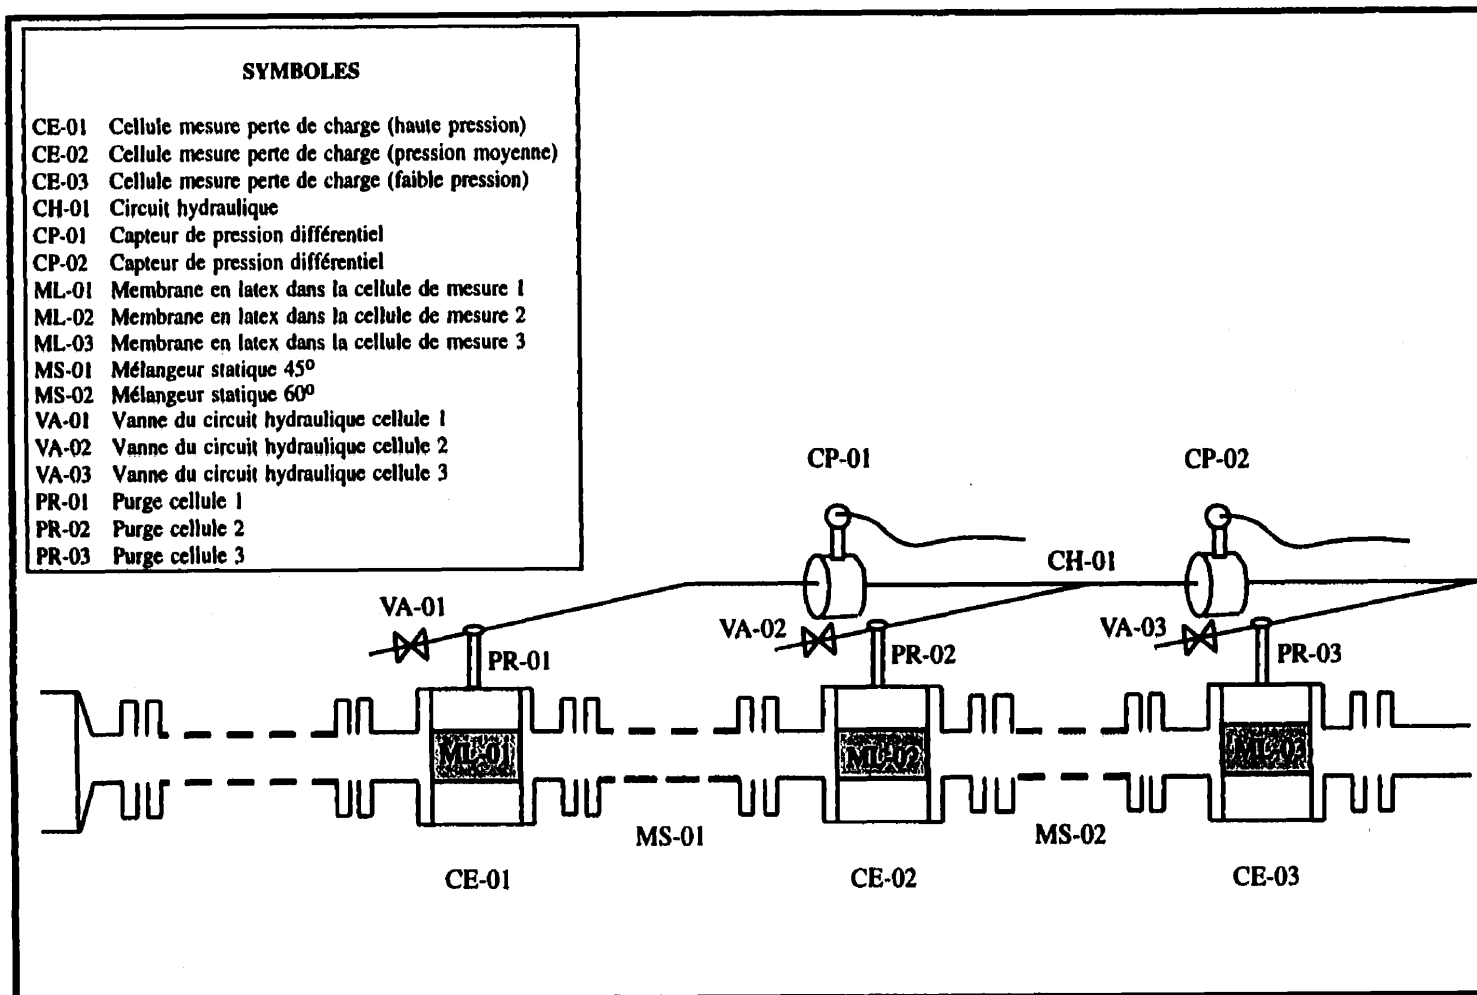 SYMBOLES
CE-01 Cellule mesure perte de charge (haute pression)
CE-02 Cellule mesure perte de charge (pression moyenne)
CE-03 Cellule mesure perte de charge (faible pression)
CH-01 Circuit hydraulique
CP-01 Capteur de pression différentiel
CP-02 Capteur de pression différentiel
ML-01 Membrane en latex dans la cellule de mesure 1
ML-02 Membrane en latex dans la cellule de mesure 2
ML-03 Membrane en latex dans la cellule de mesure 3
MS-01 Mélangeur statique 45º
MS-02 Mélangeur statique 60º
VA-01 Vanne du circuit hydraulique cellule 1
VA-02 Vanne du circuit hydraulique cellule 2
VA-03 Vanne du circuit hydraulique cellule 3
PR-01 Purge cellule 1
PR-02 Purge cellule 2
PR-03 Purge cellule 3
CP-01
CP-02
CH-01
VA-01
VA-02
VA-03
PR-01
PR-02
PR-03
ML-01
ML-02
ML-03
MS-01
MS-02
CE-01
CE-02
CE-03